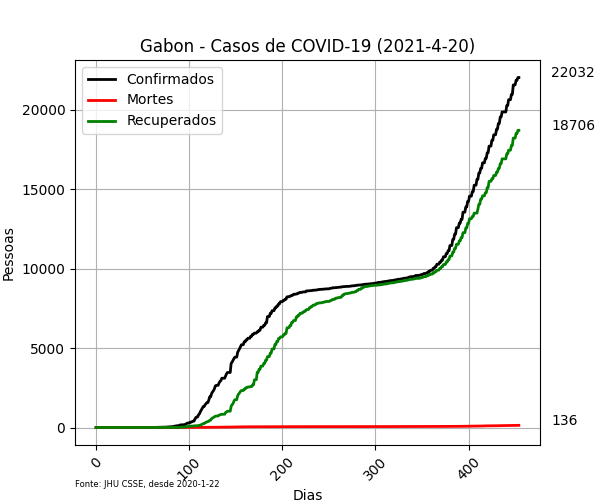 Gabon - Casos de COVID-19 (2021-4-20)
Confirmados
Mortes
Recuperados
22032
18706
136
20000
15000
10000
5000
0
Pessoas
0
100
200
300
400
Fonte: JHU CSSE, desde 2020-1-22
Dias